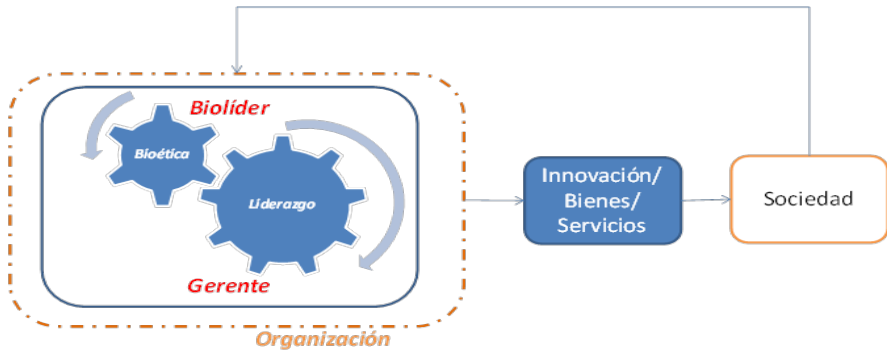 Biolíder
Bioética
Liderazgo
Gerente
Organización
Innovación/
Bienes/
Servicios
Sociedad